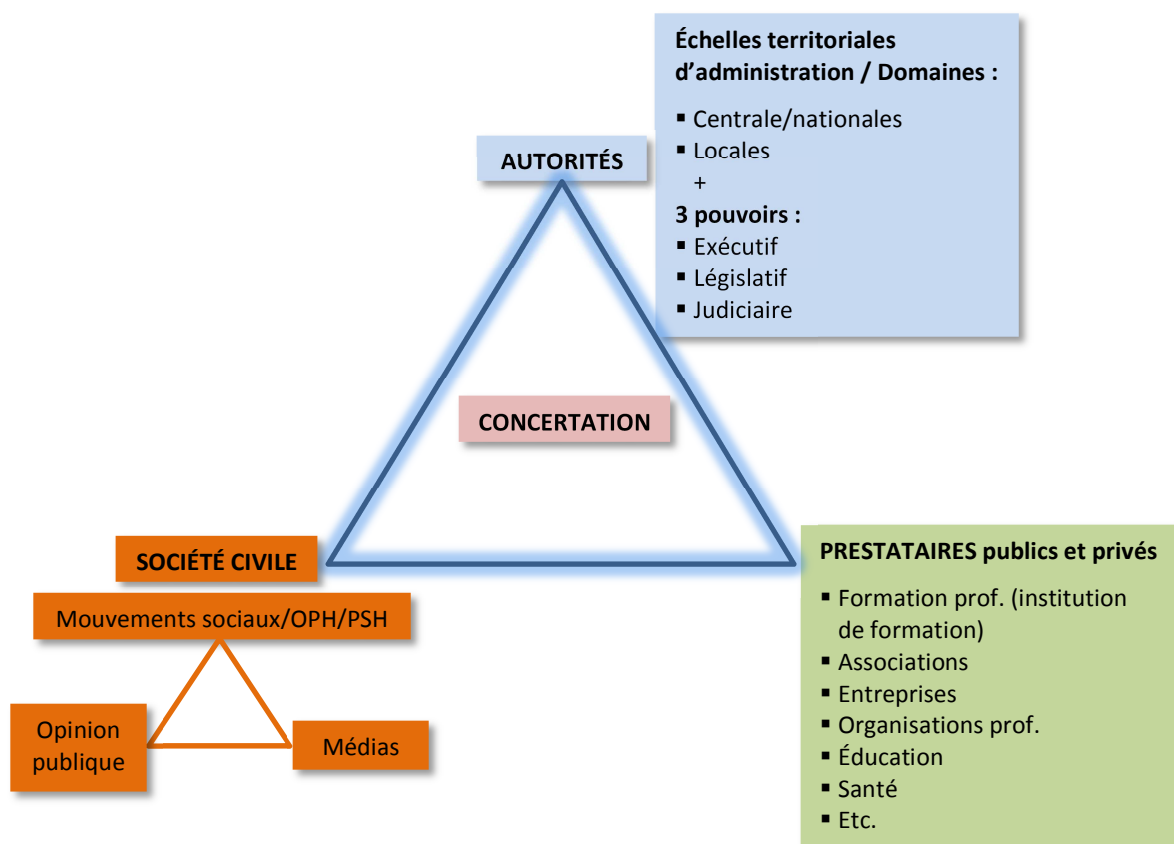 Échelles territoriales
d’administration / Domaines :
▪ Centrale/nationales
▪ Locales
+
3 pouvoirs :
▪ Exécutif
▪ Législatif
▪ Judiciaire
AUTORITÉS
CONCERTATION
SOCIÉTÉ CIVILE
Mouvements sociaux/OPH/PSH
Opinion
publique
Médias
PRESTATAIRES publics et privés
▪ Formation prof. (institution
de formation)
▪ Associations
▪ Entreprises
▪ Organisations prof.
▪ Éducation
▪ Santé
▪ Etc.